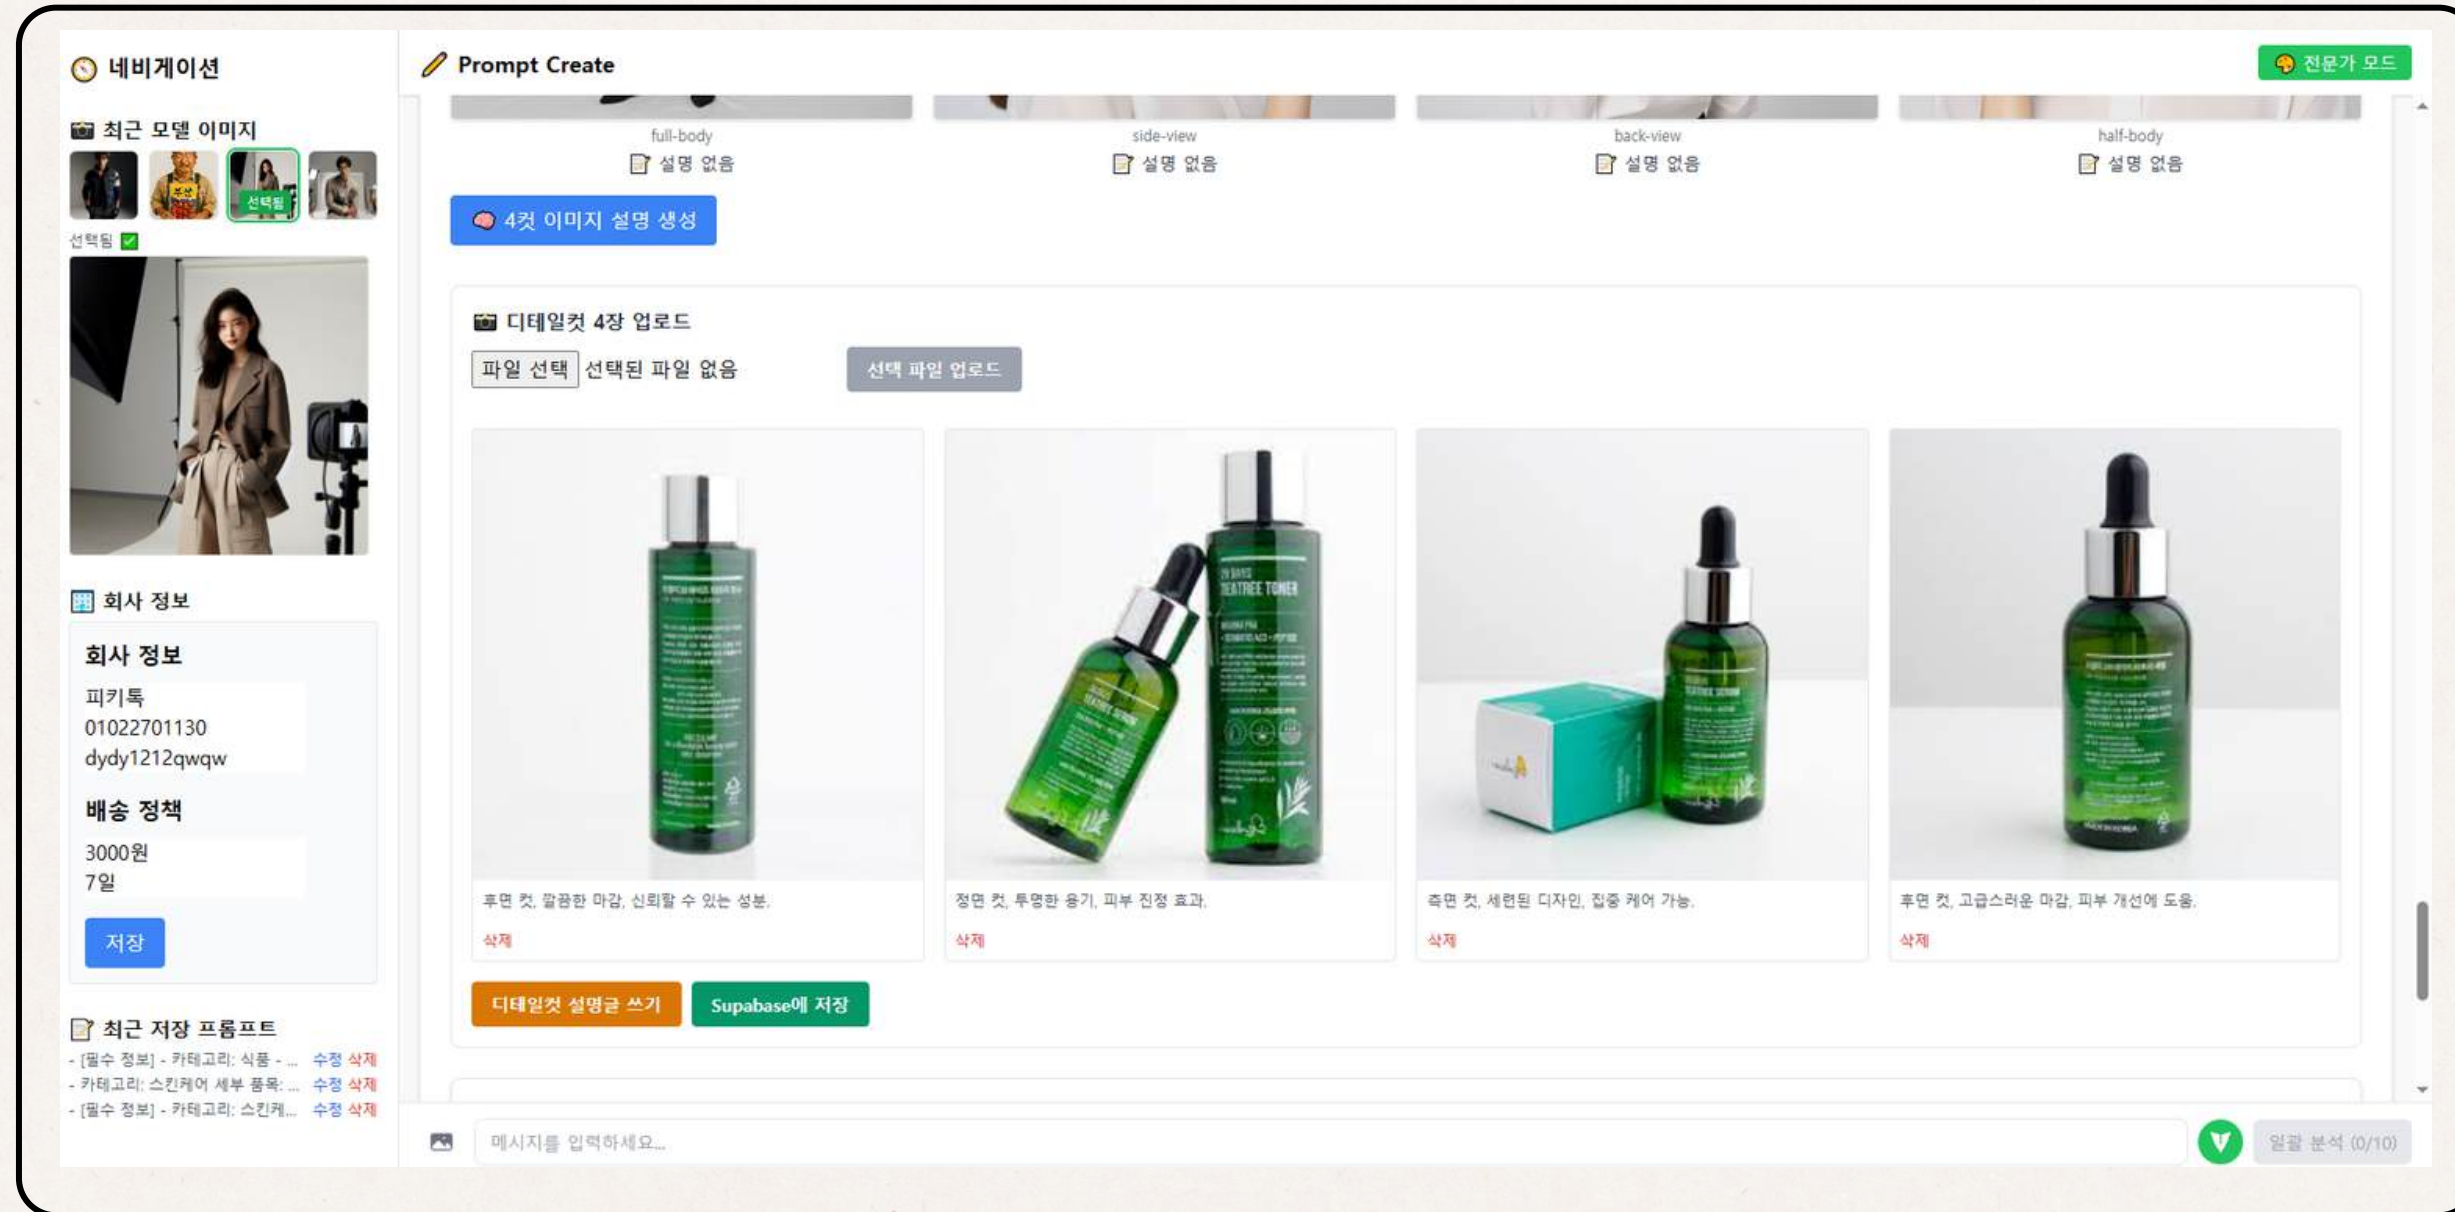 네비게이션
최근 모델 이미지
부산
선택됨
선택됨
회사 정보
회사 정보
피키톡
01022701130
dydy1212qwqw
배송 정책
3000원
7일
저장
최근 저장 프롬프트
- [필수 정보] - 카테고리: 식품 - ... 수정 삭제
- 카테고리: 스킨케어 세부 품목: ... 수정 삭제
- [필수 정보] - 카테고리: 스킨케... 수정 삭제
Prompt Create
전문가 모드
full-body
설명 없음
side-view
설명 없음
back-view
설명 없음
half-body
설명 없음
4컷 이미지 설명 생성
디테일컷 4장 업로드
파일 선택 선택된 파일 없음
선택 파일 업로드
TEATREE TONER
TEATREE SERUM
TEATREE SERUM
MADE IN KOREA
후면 컷, 깔끔한 마감, 신뢰할 수 있는 성분.
삭제
정면 컷, 투명한 용기, 피부 진정 효과.
삭제
측면 컷, 세련된 디자인, 집중 케어 가능.
삭제
후면 컷, 고급스러운 마감, 피부 개선에 도움.
삭제
디테일컷 설명글 쓰기
Supabase에 저장
메시지를 입력하세요...
일괄 분석 (0/10)